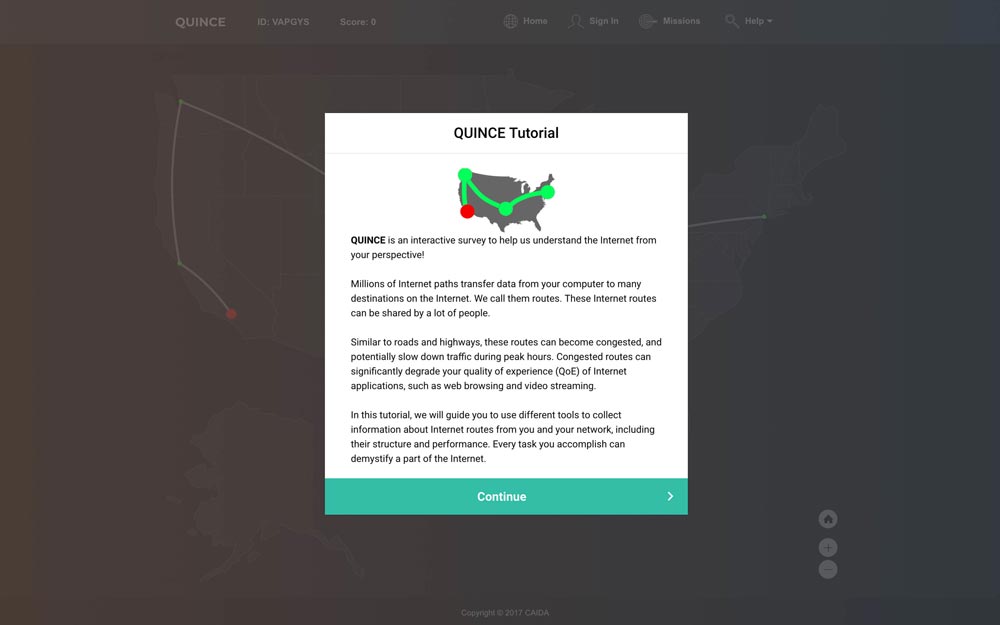 QUINCE ID: VAPGYS Score: 0 Home Sign In Missions Help
QUINCE Tutorial
QUINCE is an interactive survey to help us understand the Internet from
your perspective!
Millions of Internet paths transfer data from your computer to many
destinations on the Internet. We call them routes. These Internet routes
can be shared by a lot of people.
Similar to roads and highways, these routes can become congested, and
potentially slow down traffic during peak hours. Congested routes can
significantly degrade your quality of experience (QoE) of Internet
applications, such as web browsing and video streaming.
In this tutorial, we will guide you to use different tools to collect
information about Internet routes from you and your network, including
their structure and performance. Every task you accomplish can
demystify a part of the Internet.
Continue
Copyright © 2017 CAIDA